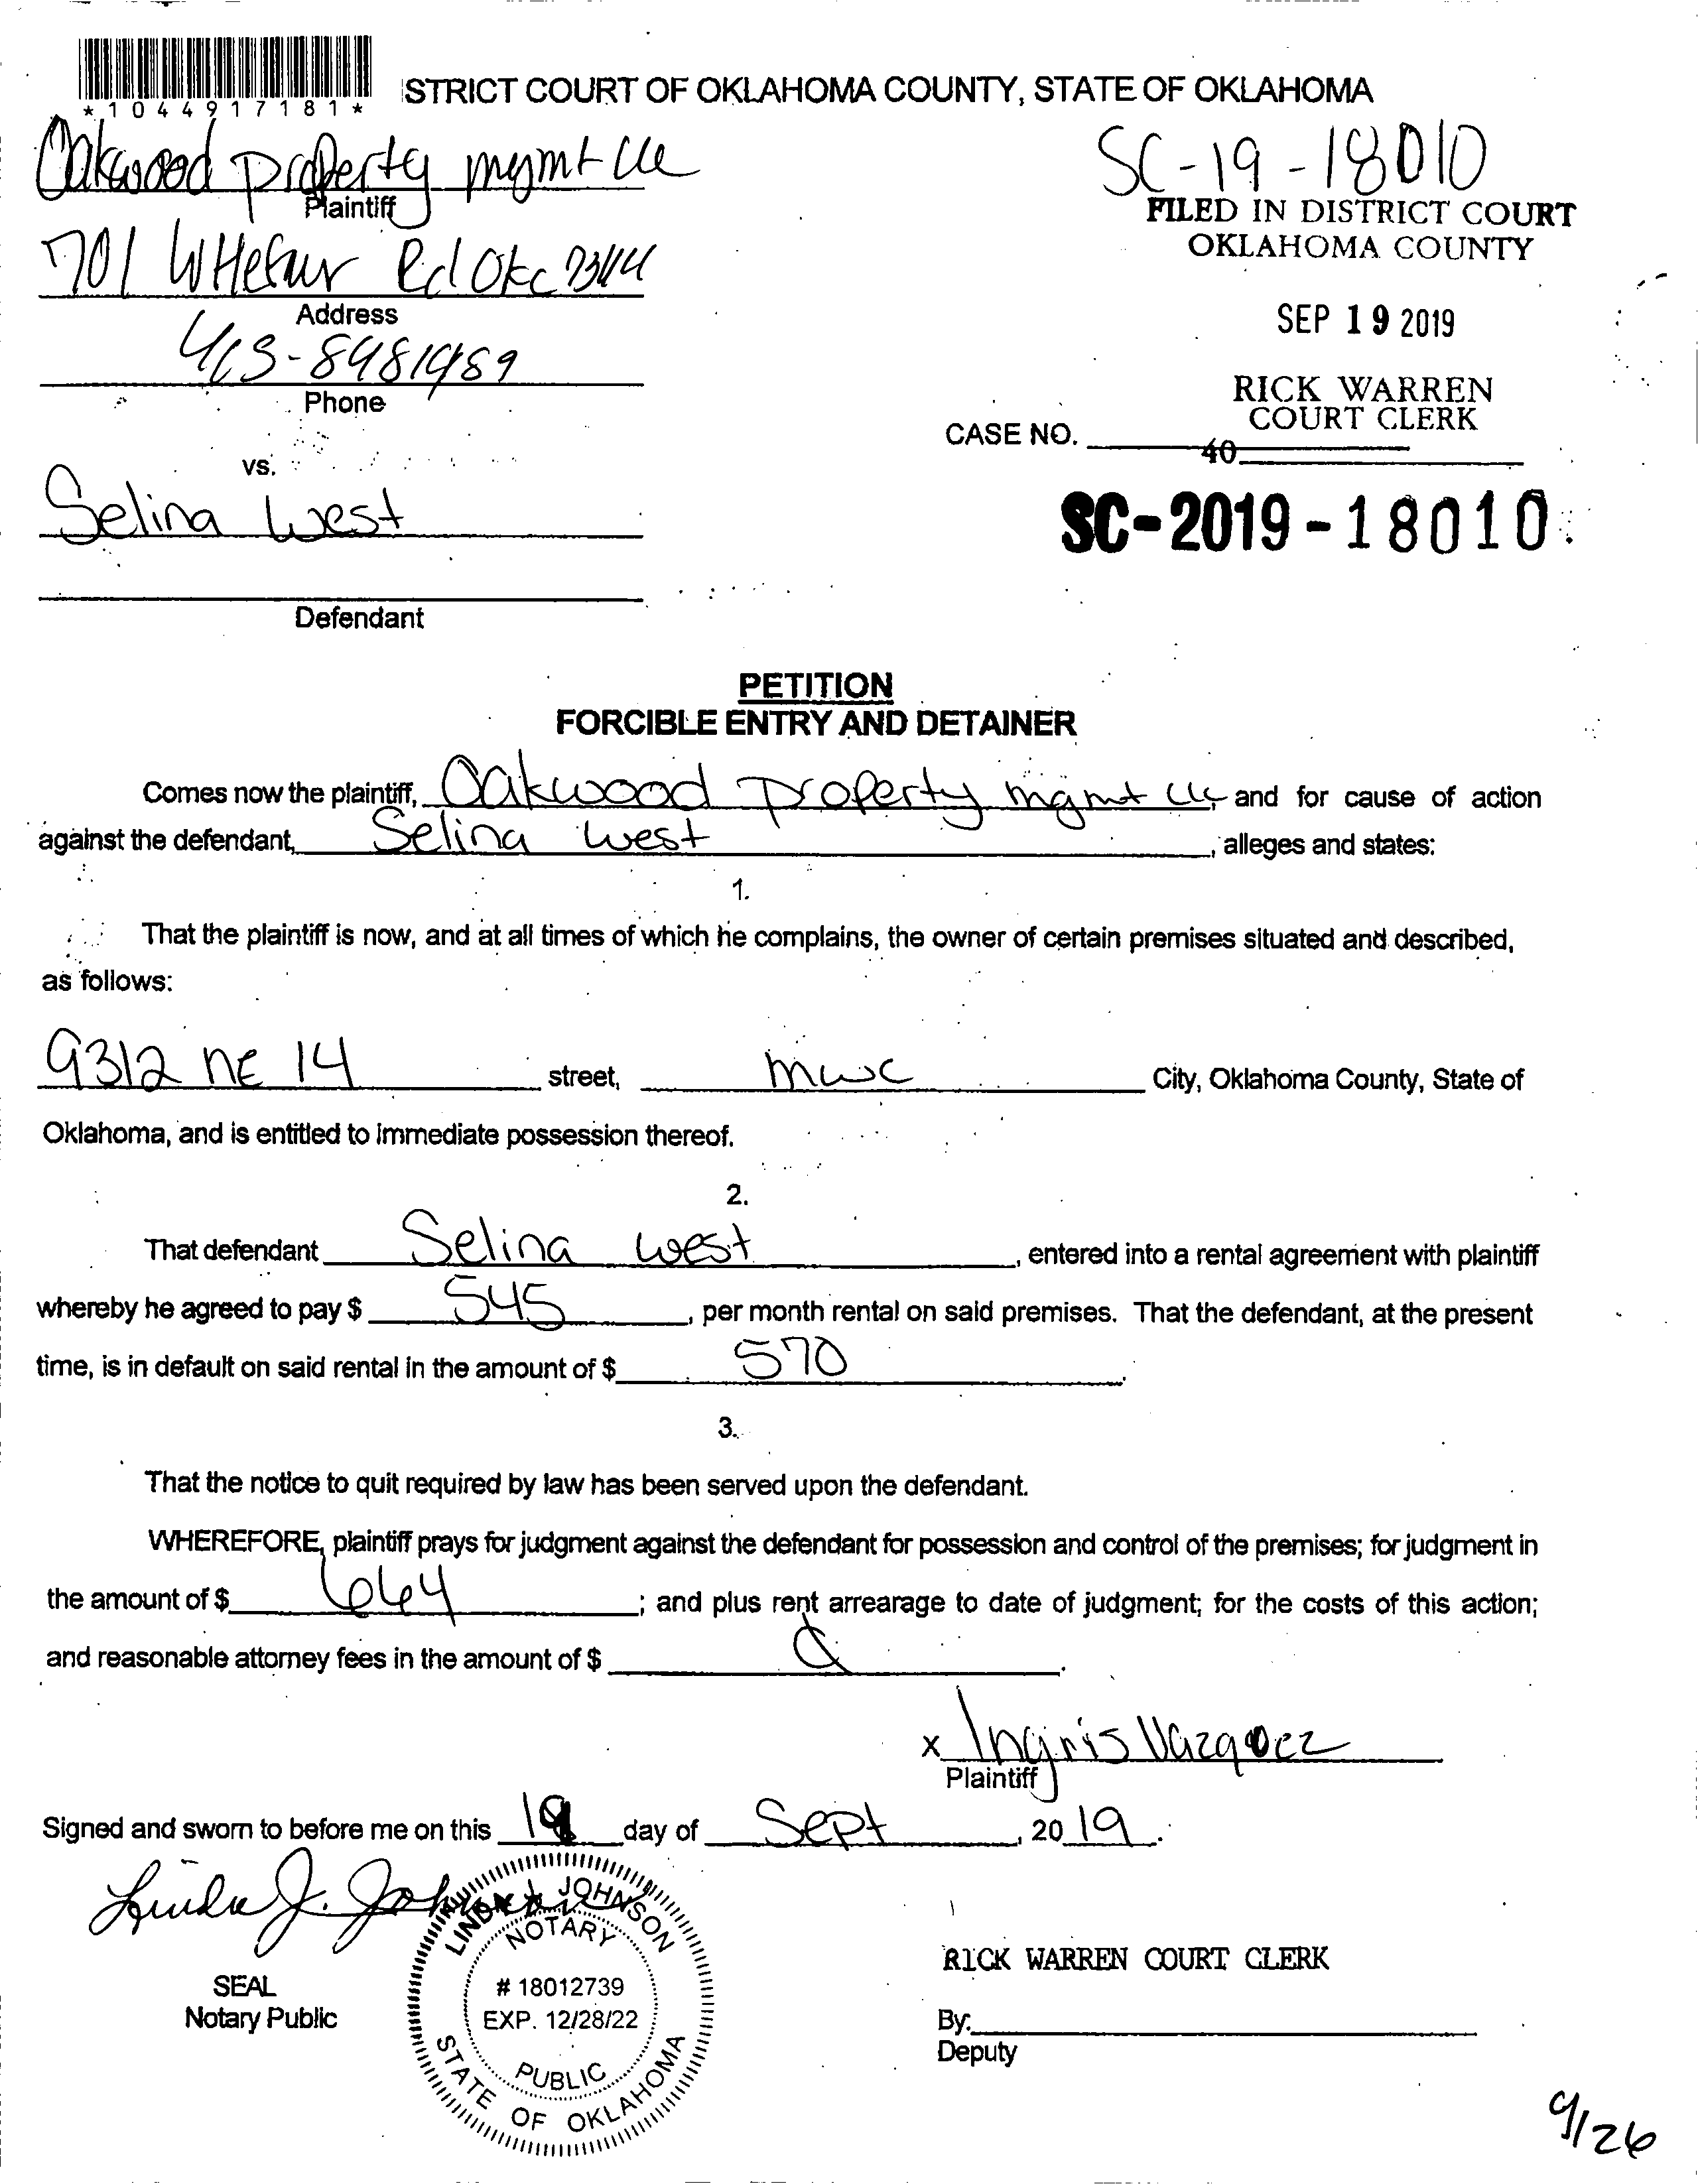 *1044917181*
ISTRICT COURT OF OKLAHOMA COUNTY, STATE OF OKLAHOMA
Oakwood property mgmt llc
Plaintiff
SC-19-18010
FILED IN DISTRICT COURT
OKLAHOMA COUNTY
701 W Hefner Rd Okc 73114
Address
SEP 19 2019
Phone
RICK WARREN
COURT CLERK
CASE NO.
40
vs.
Selina West
SC-2019-18010
Defendant
PETITION
FORCIBLE ENTRY AND DETAINER
Comes now the plaintiff, Oakwood Property mgmt llc, and for cause of action
against the defendant, Selina West, alleges and states:
1.
That the plaintiff is now, and at all times of which he complains, the owner of certain premises situated and described,
as follows:
9312 NE 14 street, mwc City, Oklahoma County, State of
Oklahoma, and is entitled to immediate possession thereof.
2.
That defendant Selina West, entered into a rental agreement with plaintiff
whereby he agreed to pay $ 545, per month rental on said premises. That the defendant, at the present
time, is in default on said rental in the amount of $ 570.
3.
That the notice to quit required by law has been served upon the defendant.
WHEREFORE, plaintiff prays for judgment against the defendant for possession and control of the premises; for judgment in
the amount of $ 664; and plus rent arrearage to date of judgment; for the costs of this action;
and reasonable attorney fees in the amount of $
x Ingris Vazquez
Plaintiff
Signed and sworn to before me on this day of Sept, 2019.
Linda J. Johnson
LINDA J. JOHNSON
NOTARY
# 18012739
EXP. 12/28/22
PUBLIC
STATE OF OKLAHOMA
SEAL
Notary Public
RICK WARREN COURT CLERK
By:
Deputy
9/26